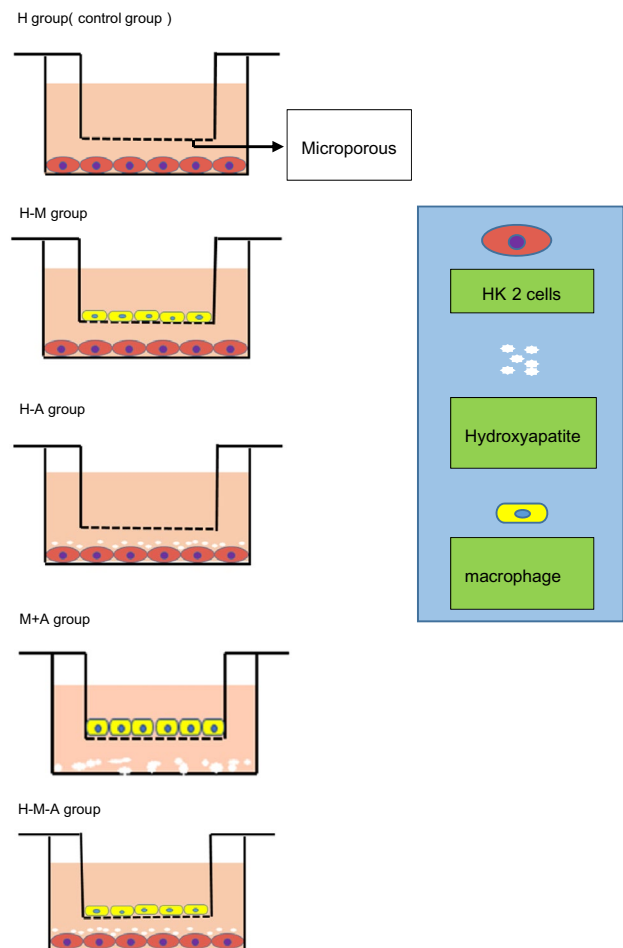 H group( control group )
Microporous
H-M group
HK 2 cells
H-A group
Hydroxyapatite
macrophage
M+A group
H-M-A group